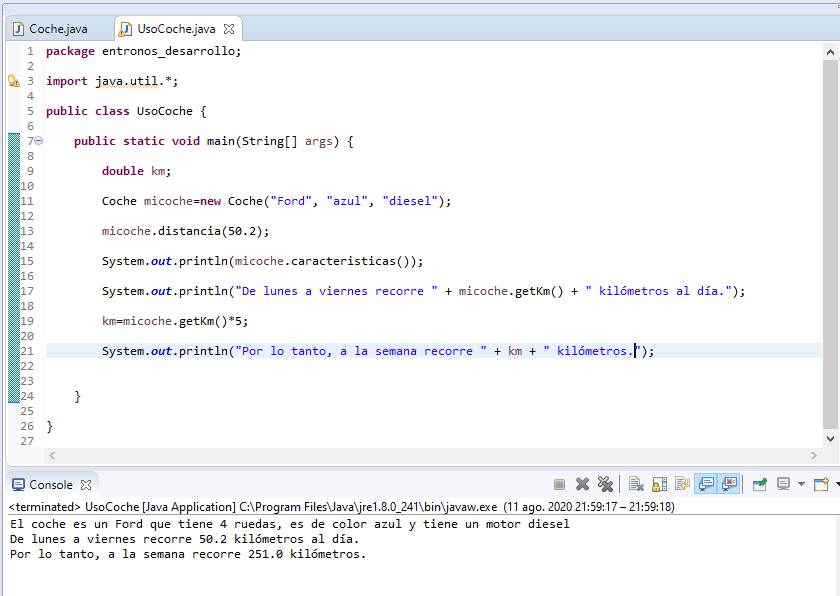 Coche.java UsoCoche.java
1 package entronos_desarrollo;
2
3 import java.util.*;
4
5 public class UsoCoche {
6
7 public static void main(String[] args) {
8
9 double km;
10
11 Coche micoche=new Coche("Ford", "azul", "diesel");
12
13 micoche.distancia(50.2);
14
15 System.out.println(micoche.caracteristicas());
16
17 System.out.println("De lunes a viernes recorre " + micoche.getKm() + " kilómetros al día.");
18
19 km=micoche.getKm()*5;
20
21 System.out.println("Por lo tanto, a la semana recorre " + km + " kilómetros.");
22
23
24 }
25
26 }
27
Console
<terminated> UsoCoche [Java Application] C:\Program Files\Java\jre1.8.0_241\bin\javaw.exe (11 ago. 2020 21:59:17 – 21:59:18)
El coche es un Ford que tiene 4 ruedas, es de color azul y tiene un motor diesel
De lunes a viernes recorre 50.2 kilómetros al día.
Por lo tanto, a la semana recorre 251.0 kilómetros.